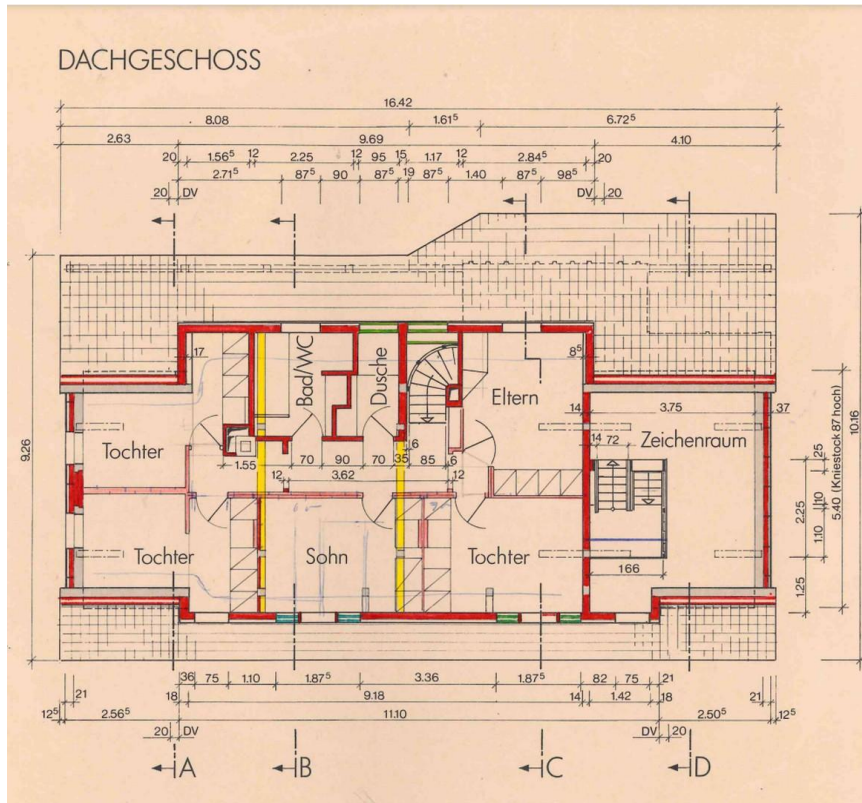 DACHGESCHOSS
16.42
8.08 1.61⁵ 6.72⁵
2.63 9.69 4.10
20 1.56⁵ 12 2.25 12 95 15 1.17 12 2.84⁵ 20
2.71⁵ 87⁵ 90 87⁵ 19 87⁵ 1.40 87⁵ 98⁵
20 DV DV 20
17 8⁵
Bad/WC Dusche Eltern
14 3.75 37
Tochter Zeichenraum
14 72
6
1.55 70 90 70 35 85 6
12 3.62 12
Tochter Sohn Tochter
166
9.26
10.16
25
2.25 1.10
1.10
1.25
5.40 (Kniestock 87 hoch)
36 75 1.10 1.87⁵ 3.36 1.87⁵ 82 75 21
21 18 9.18 14 1.42 18 21
12⁵ 2.56⁵ 11.10 2.50⁵ 12⁵
20 DV DV 20
A B C D